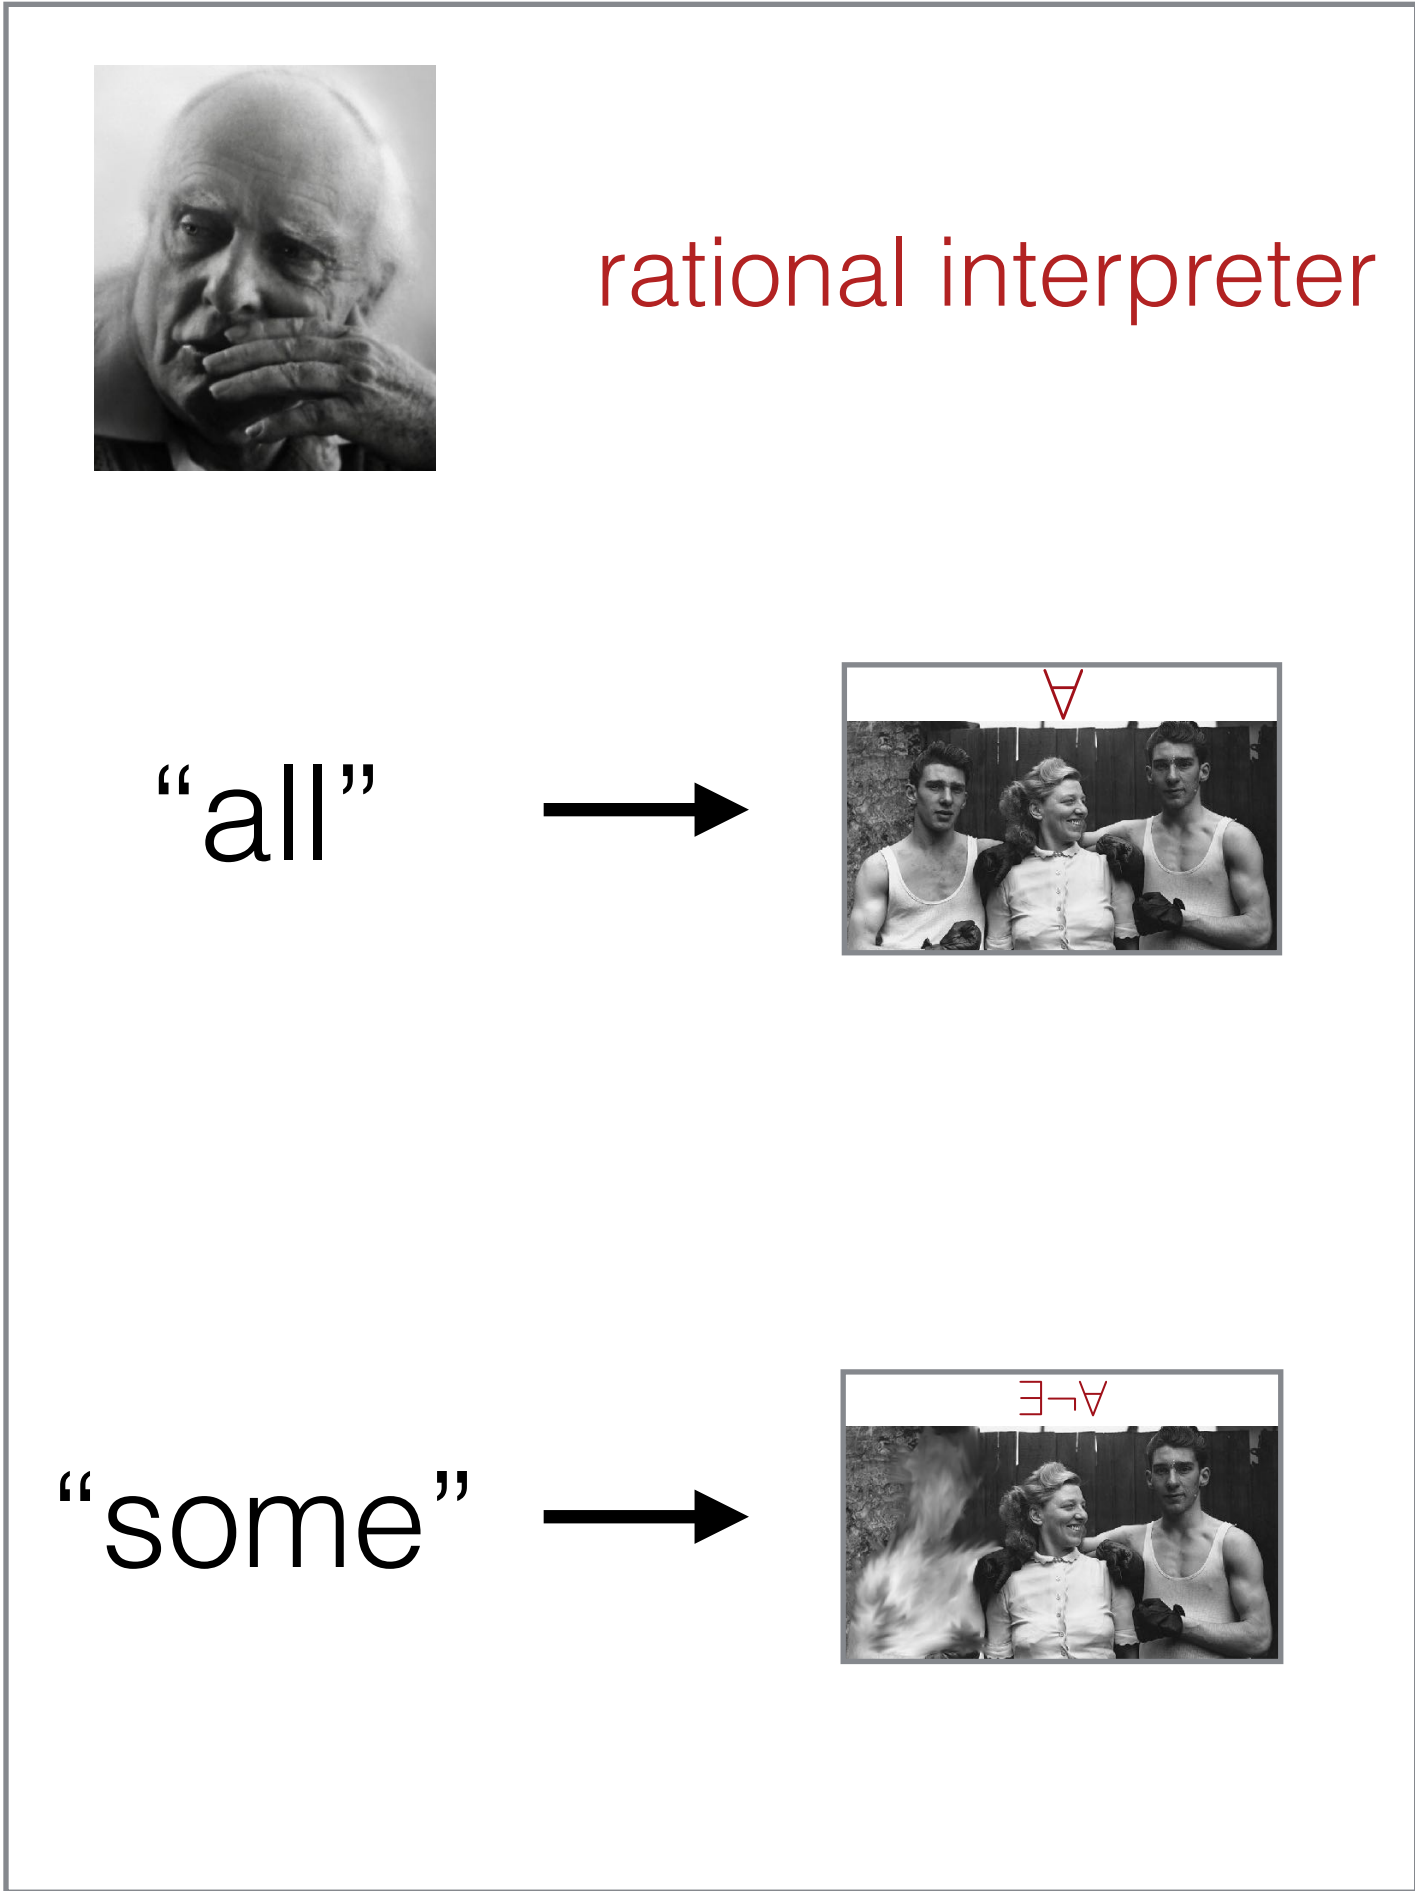 rational interpreter
∀
“all”
∃¬∀
“some”